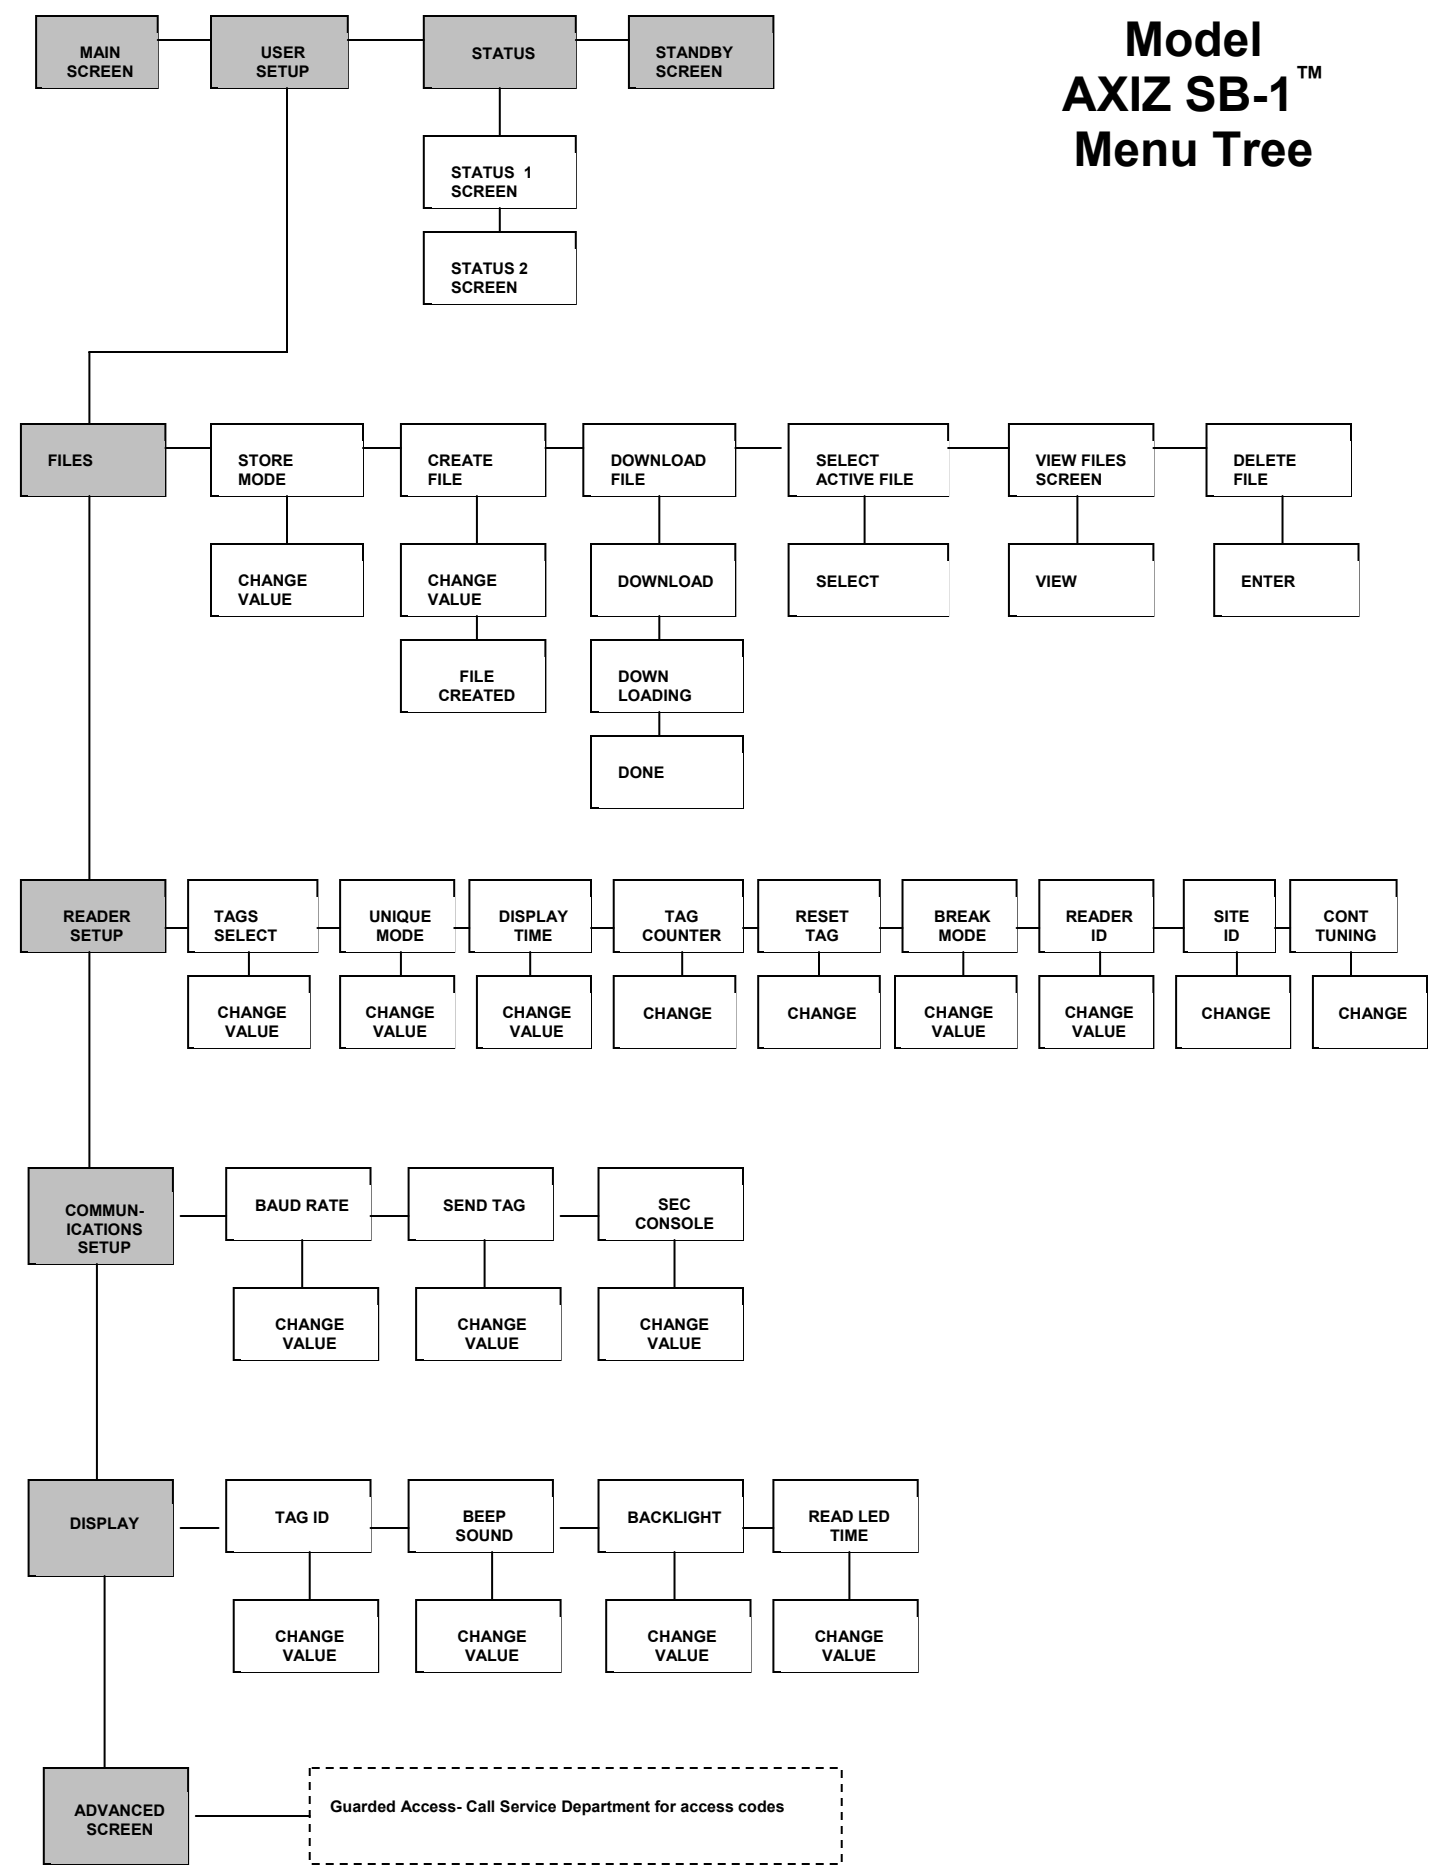 Model
AXIZ SB-1™
Menu Tree
MAIN
SCREEN
USER
SETUP
STATUS
STANDBY
SCREEN
STATUS 1
SCREEN
STATUS 2
SCREEN
FILES
STORE
MODE
CREATE
FILE
DOWNLOAD
FILE
SELECT
ACTIVE FILE
VIEW FILES
SCREEN
DELETE
FILE
CHANGE
VALUE
CHANGE
VALUE
DOWNLOAD
SELECT
VIEW
ENTER
FILE
CREATED
DOWN
LOADING
DONE
READER
SETUP
TAGS
SELECT
UNIQUE
MODE
DISPLAY
TIME
TAG
COUNTER
RESET
TAG
BREAK
MODE
READER
ID
SITE
ID
CONT
TUNING
CHANGE
VALUE
CHANGE
VALUE
CHANGE
VALUE
CHANGE
CHANGE
CHANGE
VALUE
CHANGE
VALUE
CHANGE
CHANGE
COMMUN-
ICATIONS
SETUP
BAUD RATE
SEND TAG
SEC
CONSOLE
CHANGE
VALUE
CHANGE
VALUE
CHANGE
VALUE
DISPLAY
TAG ID
BEEP
SOUND
BACKLIGHT
READ LED
TIME
CHANGE
VALUE
CHANGE
VALUE
CHANGE
VALUE
CHANGE
VALUE
ADVANCED
SCREEN
Guarded Access- Call Service Department for access codes